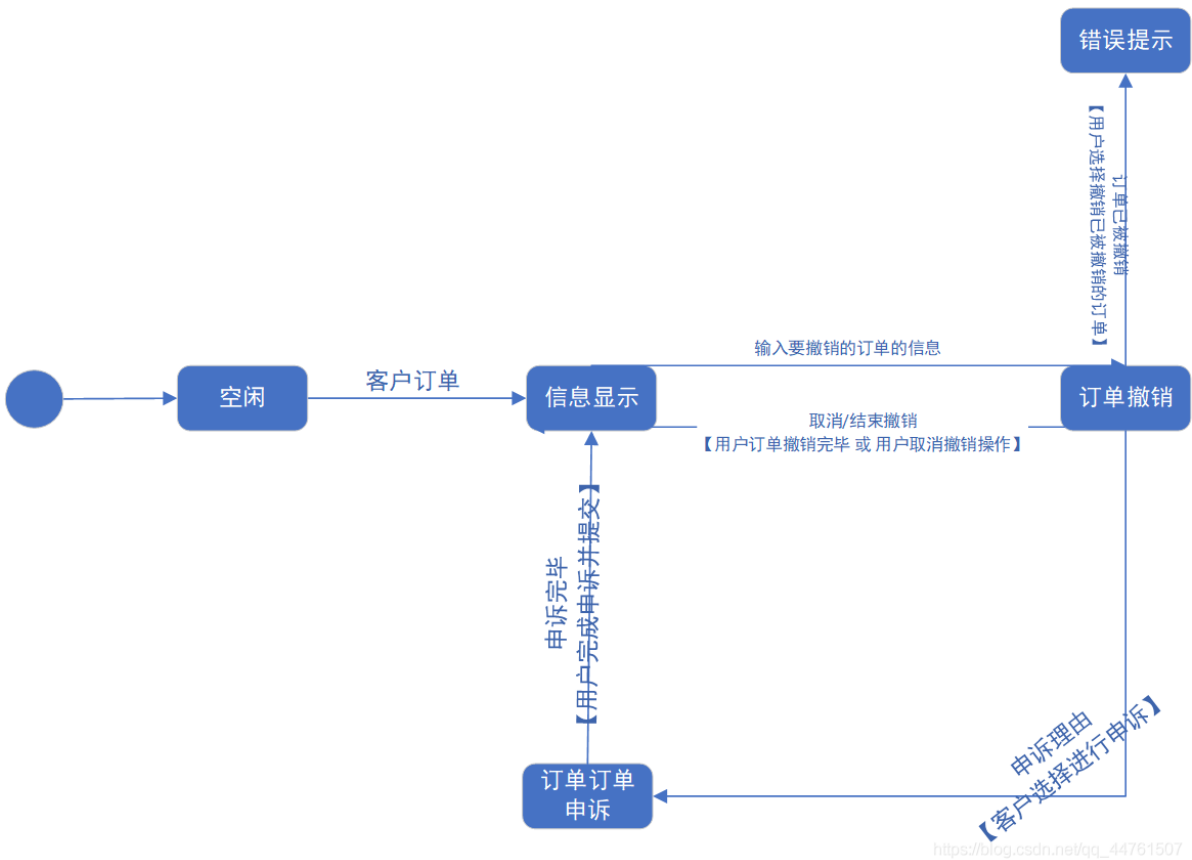 错误提示
订单已被撤销
【用户选择撤销已被撤销的订单】
输入要撤销的订单的信息
空闲
客户订单
信息显示
订单撤销
取消/结束撤销
【用户订单撤销完毕 或 用户取消撤销操作】
申诉完毕
【用户完成申诉并提交】
申诉理由
【客户选择进行申诉】
订单订单
申诉
https://blog.csdn.net/qq_44761507